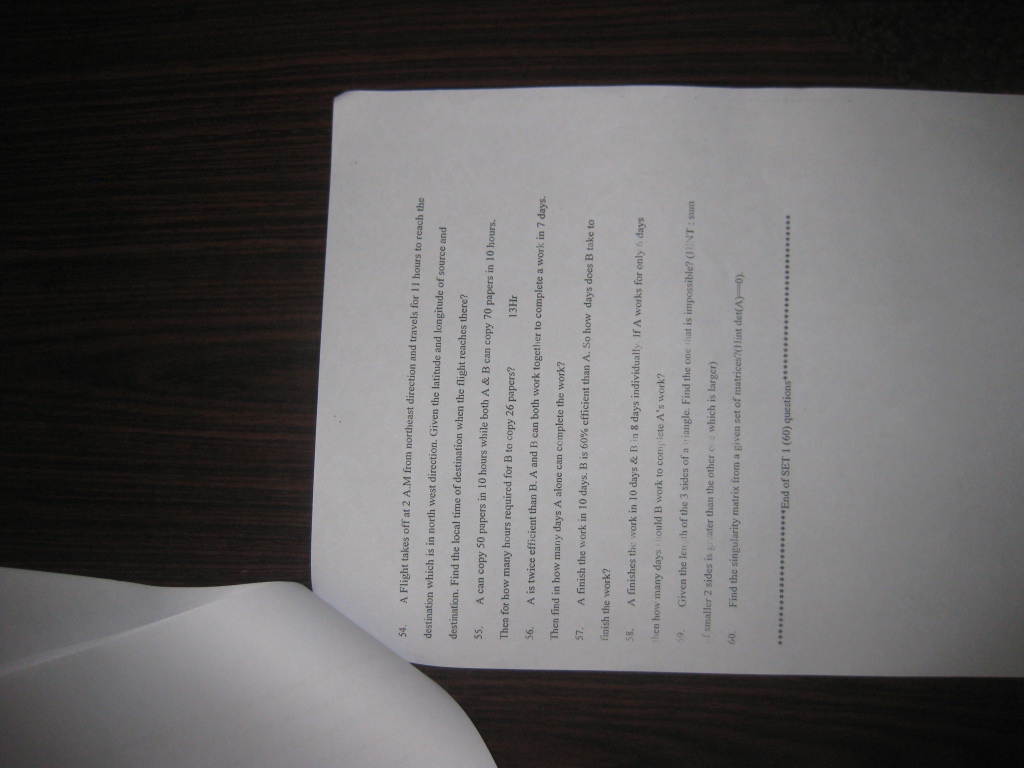 54. A Flight takes off at 2 A.M from northeast direction and travels for 11 hours to reach the
destination which is in north west direction. Given the latitude and longitude of source and
destination. Find the local time of destination when the flight reaches there?
55. A can copy 50 papers in 10 hours while both A & B can copy 70 papers in 10 hours.
Then for how many hours required for B to copy 26 papers? 13Hr
56. A is twice efficient than B. A and B can both work together to complete a work in 7 days.
Then find in how many days A alone can complete the work?
57. A finish the work in 10 days. B is 60% efficient than A. So how days does B take to
finish the work?
58. A finishes the work in 10 days & B in 8 days individually. If A works for only 6 days
then how many days should B work to complete A's work?
59. Given the length of the 3 sides of a triangle. Find the one that is impossible? (HINT : sum
of smaller 2 sides is greater than the other one which is larger)
60. Find the singularity matrix from a given set of matrices?(Hint det(A)==0).
********************End of SET 1 (60) questions************************